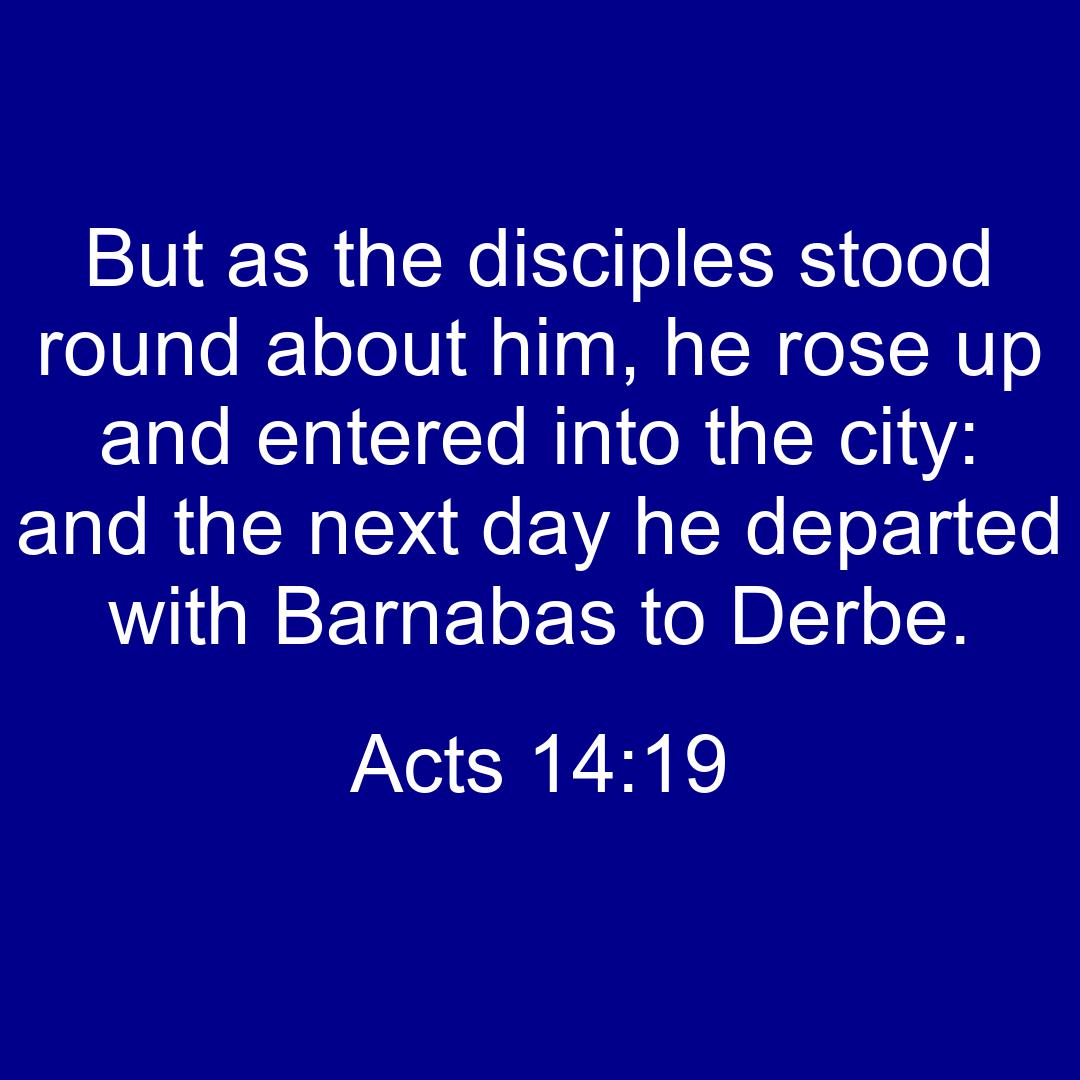 But as the disciples stood
round about him, he rose up
and entered into the city:
and the next day he departed
with Barnabas to Derbe.
Acts 14:19